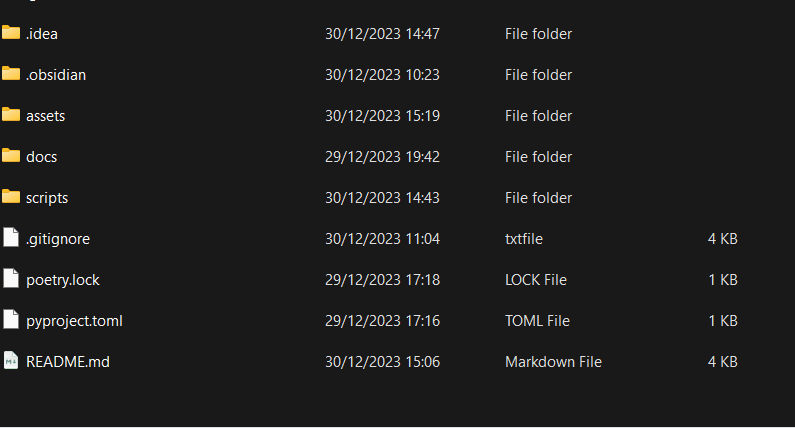 .idea 30/12/2023 14:47 File folder
.obsidian 30/12/2023 10:23 File folder
assets 30/12/2023 15:19 File folder
docs 29/12/2023 19:42 File folder
scripts 30/12/2023 14:43 File folder
.gitignore 30/12/2023 11:04 txtfile 4 KB
poetry.lock 29/12/2023 17:18 LOCK File 1 KB
pyproject.toml 29/12/2023 17:16 TOML File 1 KB
README.md 30/12/2023 15:06 Markdown File 4 KB